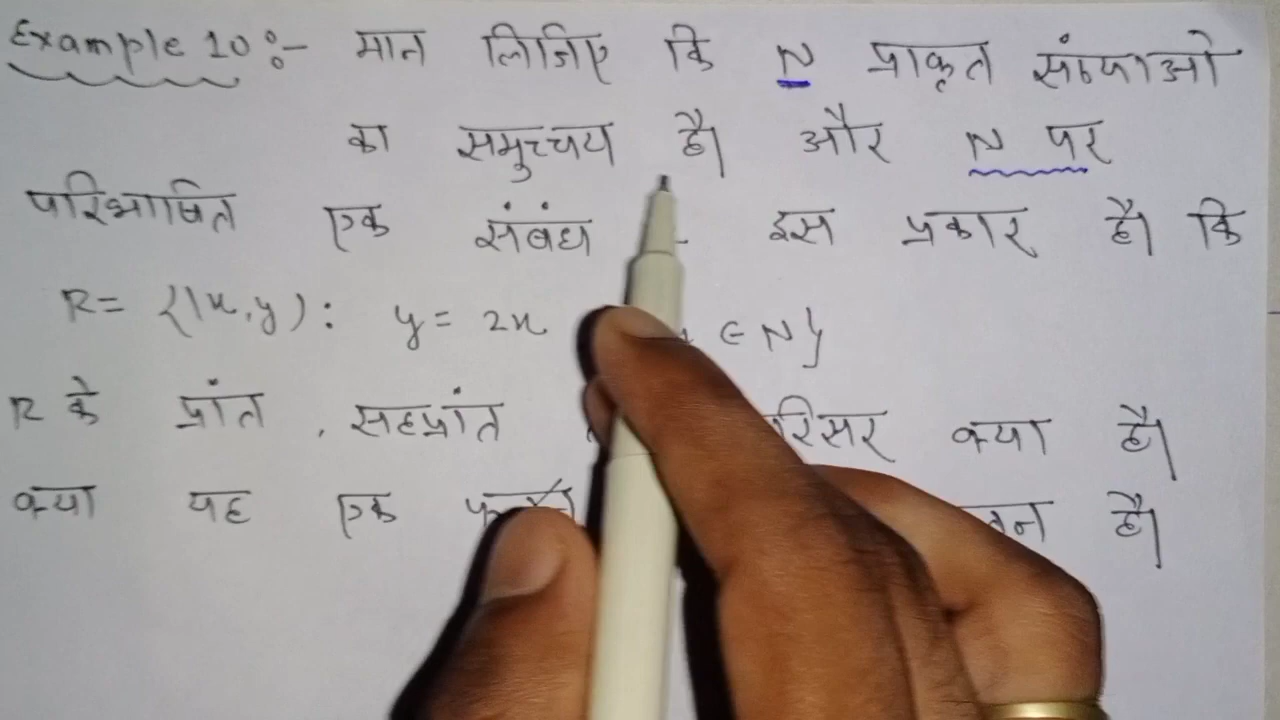 Example 10:- मान लिजिए कि N प्राकृत संख्याओ
का समुच्चय है। और N पर
परिभाषित एक संबंध इस प्रकार है। कि
R= {(x,y): y= 2x ∈ N}
R के प्रांत , सहप्रांत क्या है।
क्या यह एक है।